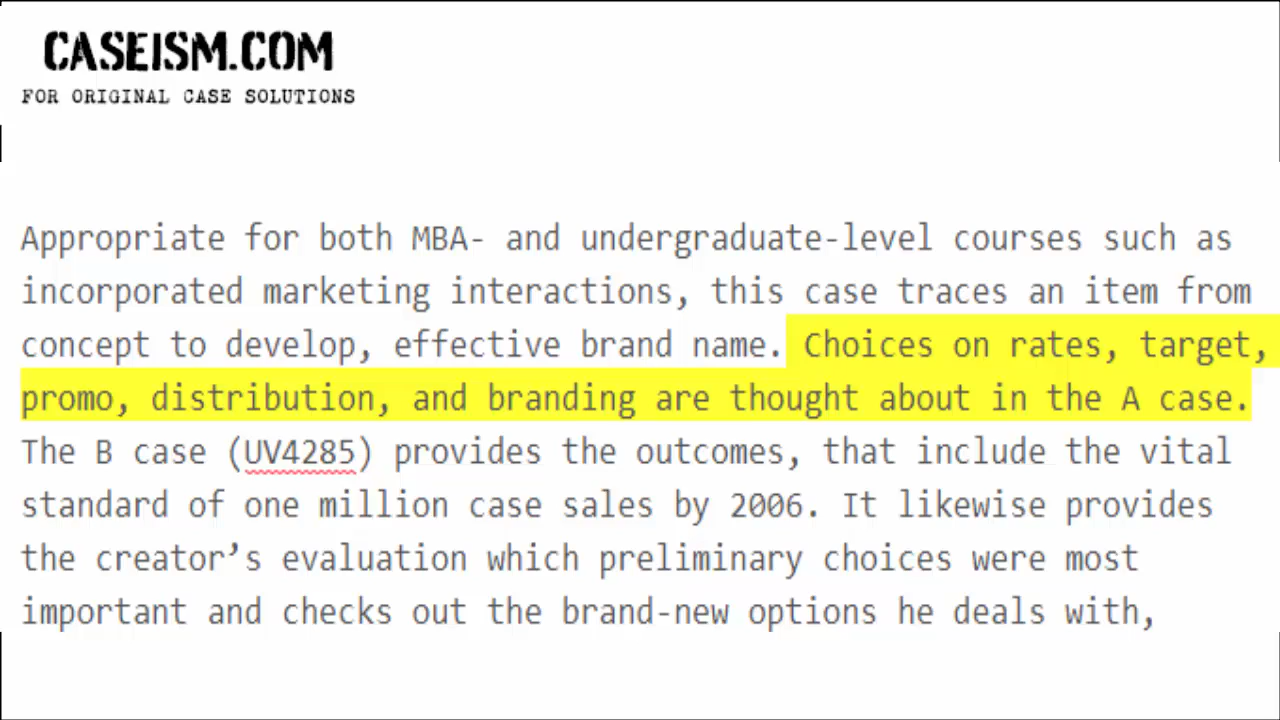 CASEISM.COM
FOR ORIGINAL CASE SOLUTIONS
Appropriate for both MBA- and undergraduate-level courses such as
incorporated marketing interactions, this case traces an item from
concept to develop, effective brand name. Choices on rates, target,
promo, distribution, and branding are thought about in the A case.
The B case (UV4285) provides the outcomes, that include the vital
standard of one million case sales by 2006. It likewise provides
the creator’s evaluation which preliminary choices were most
important and checks out the brand-new options he deals with,